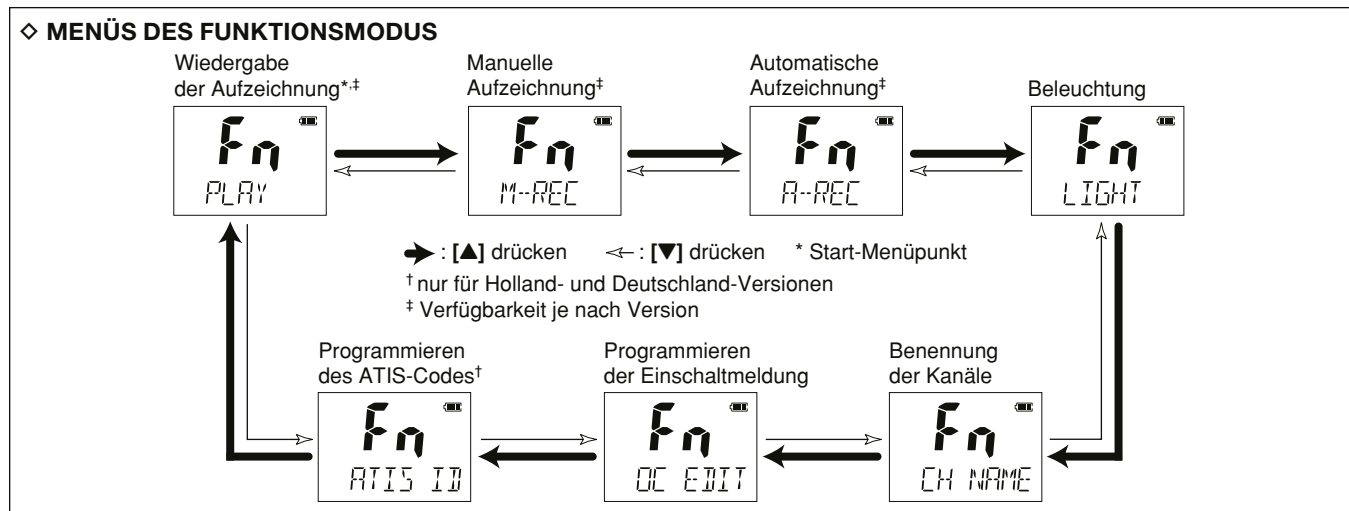 ◇ MENÜS DES FUNKTIONSMODUS
Wiedergabe
der Aufzeichnung*,‡
Manuelle
Aufzeichnung‡
Automatische
Aufzeichnung‡
Beleuchtung
Fn
PLAY
Fn
M-REC
Fn
A-REC
Fn
LIGHT
: [▲] drücken : [▼] drücken * Start-Menüpunkt
† nur für Holland- und Deutschland-Versionen
‡ Verfügbarkeit je nach Version
Programmieren
des ATIS-Codes†
Programmieren
der Einschaltmeldung
Benennung
der Kanäle
Fn
ATIS ID
Fn
OC EDIT
Fn
CH NAME